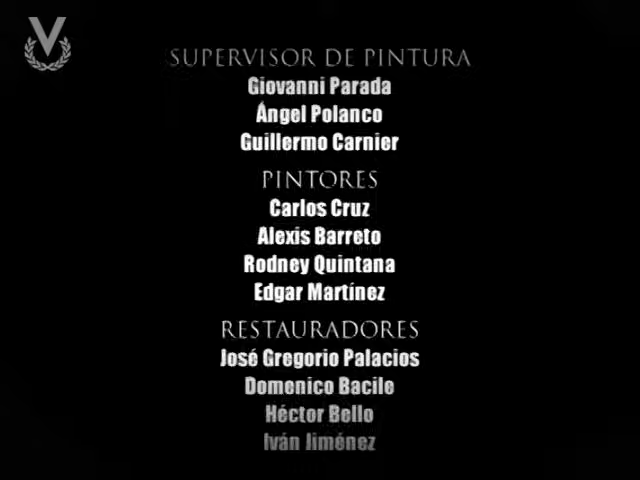 V
SUPERVISOR DE PINTURA
Giovanni Parada
Ángel Polanco
Guillermo Carnier
PINTORES
Carlos Cruz
Alexis Barreto
Rodney Quintana
Edgar Martínez
RESTAURADORES
José Gregorio Palacios
Domenico Bacile
Héctor Bello
Iván Jiménez